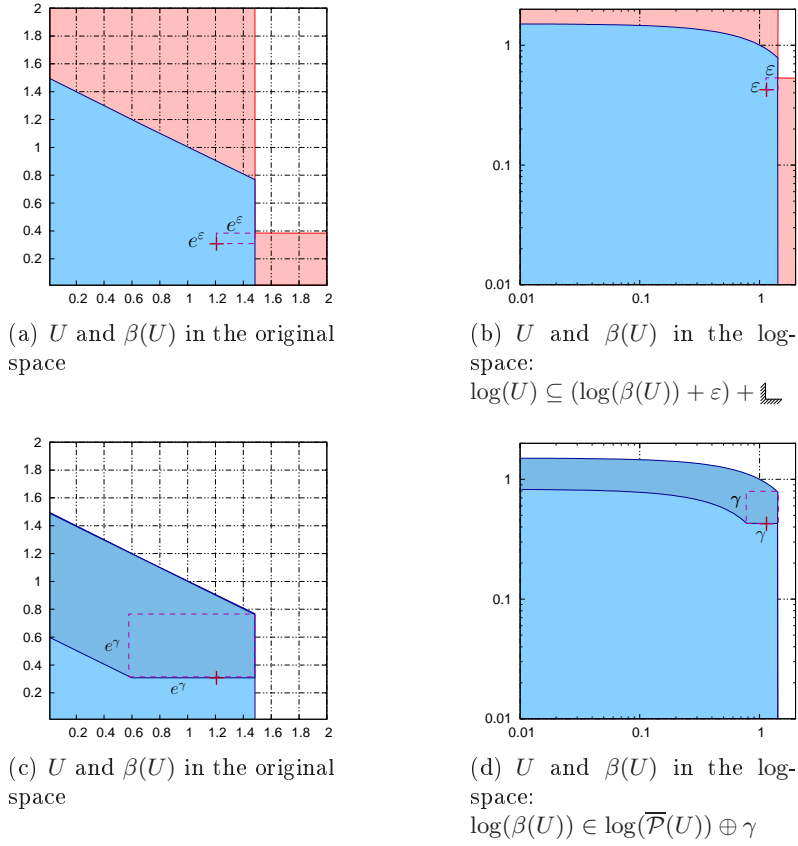 2
1.8
1.6
1.4
1.2
1
0.8
0.6
0.4
0.2
0.2 0.4 0.6 0.8 1 1.2 1.4 1.6 1.8 2
e^ε
e^ε
(a) U and β(U) in the original
space
1
0.1
0.01
0.01 0.1 1
ε
ε
(b) U and β(U) in the log-
space:
log(U) ⊆ (log(β(U)) + ε) +
2
1.8
1.6
1.4
1.2
1
0.8
0.6
0.4
0.2
0.2 0.4 0.6 0.8 1 1.2 1.4 1.6 1.8 2
e^γ
e^γ
(c) U and β(U) in the original
space
1
0.1
0.01
0.01 0.1 1
γ
γ
(d) U and β(U) in the log-
space:
log(β(U)) ∈ log(P̅(U)) ⊕ γ